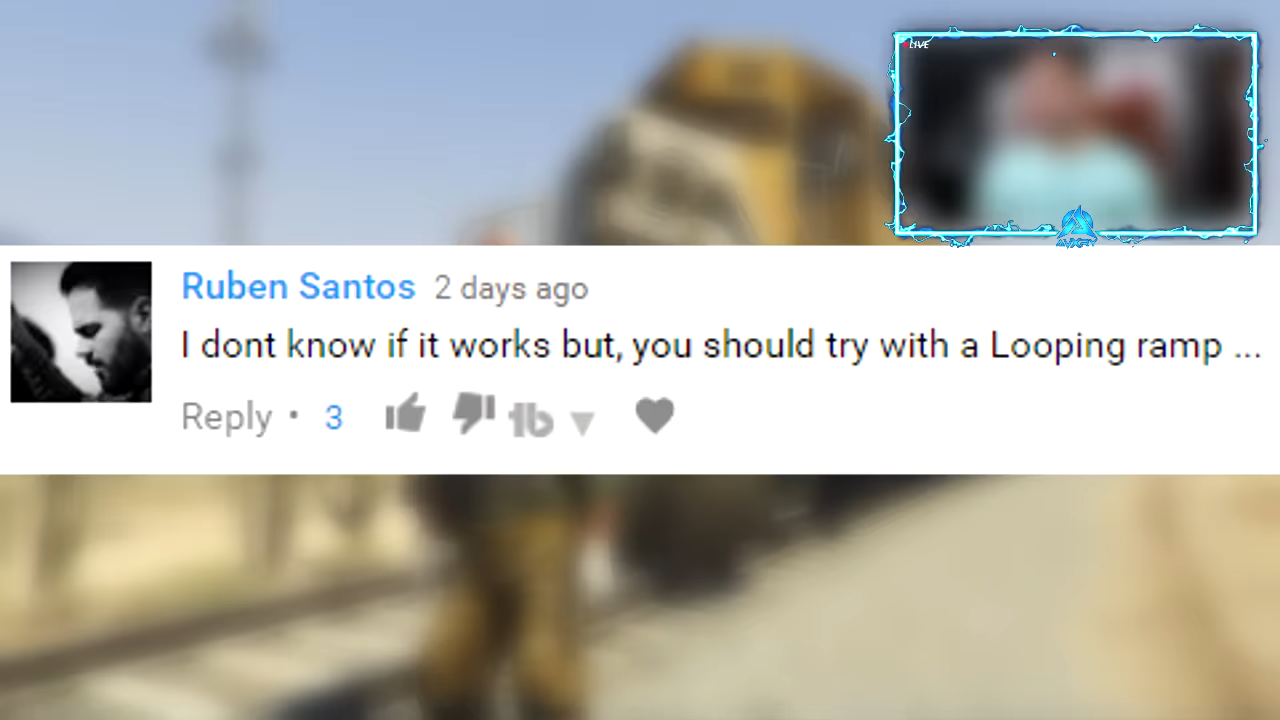 LIVE
Ruben Santos 2 days ago
I dont know if it works but, you should try with a Looping ramp ...
Reply • 3